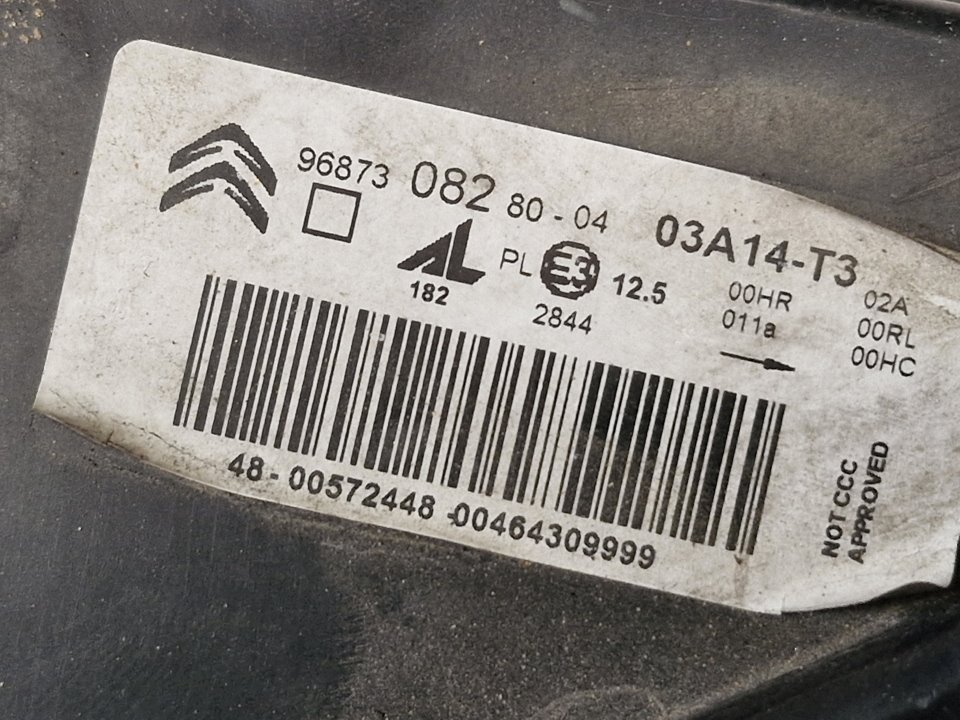 96873 082 80 - 04 03A14-T3
AL PL E3 12.5 00HR 02A
182 2844 011a 00RL
00HC
48-00572448-00464309999
NOT CCC
APPROVED